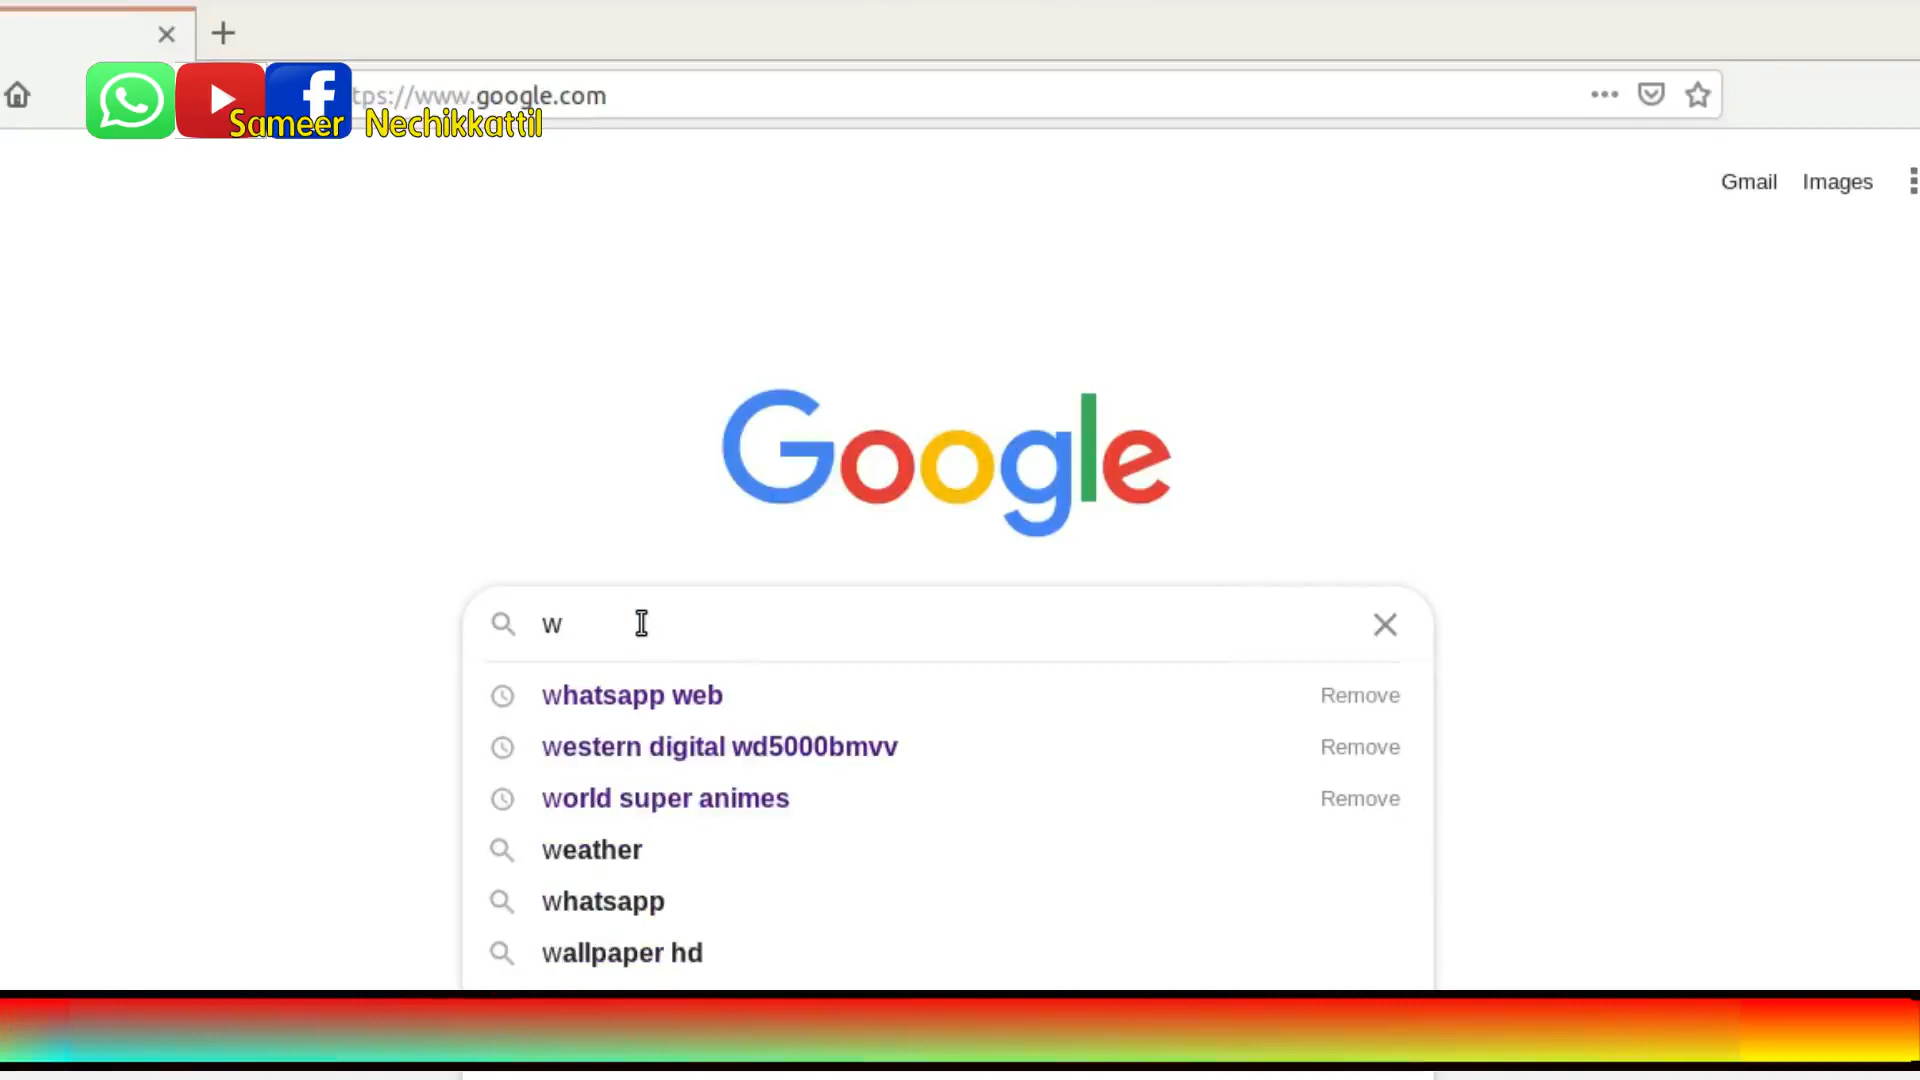 tps://www.google.com
Sameer Nechikkattil
Gmail Images
Google
w
whatsapp web Remove
western digital wd5000bmvv Remove
world super animes Remove
weather
whatsapp
wallpaper hd